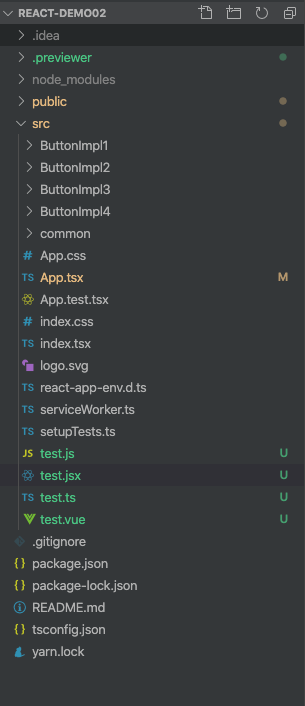 REACT-DEMO02
.idea
.previewer
node_modules
public
src
ButtonImpl1
ButtonImpl2
ButtonImpl3
ButtonImpl4
common
# App.css
TS App.tsx M
App.test.tsx
# index.css
TS index.tsx
logo.svg
TS react-app-env.d.ts
TS serviceWorker.ts
TS setupTests.ts
JS test.js U
test.jsx U
TS test.ts U
test.vue U
.gitignore
{ } package.json
{ } package-lock.json
README.md
{ } tsconfig.json
yarn.lock